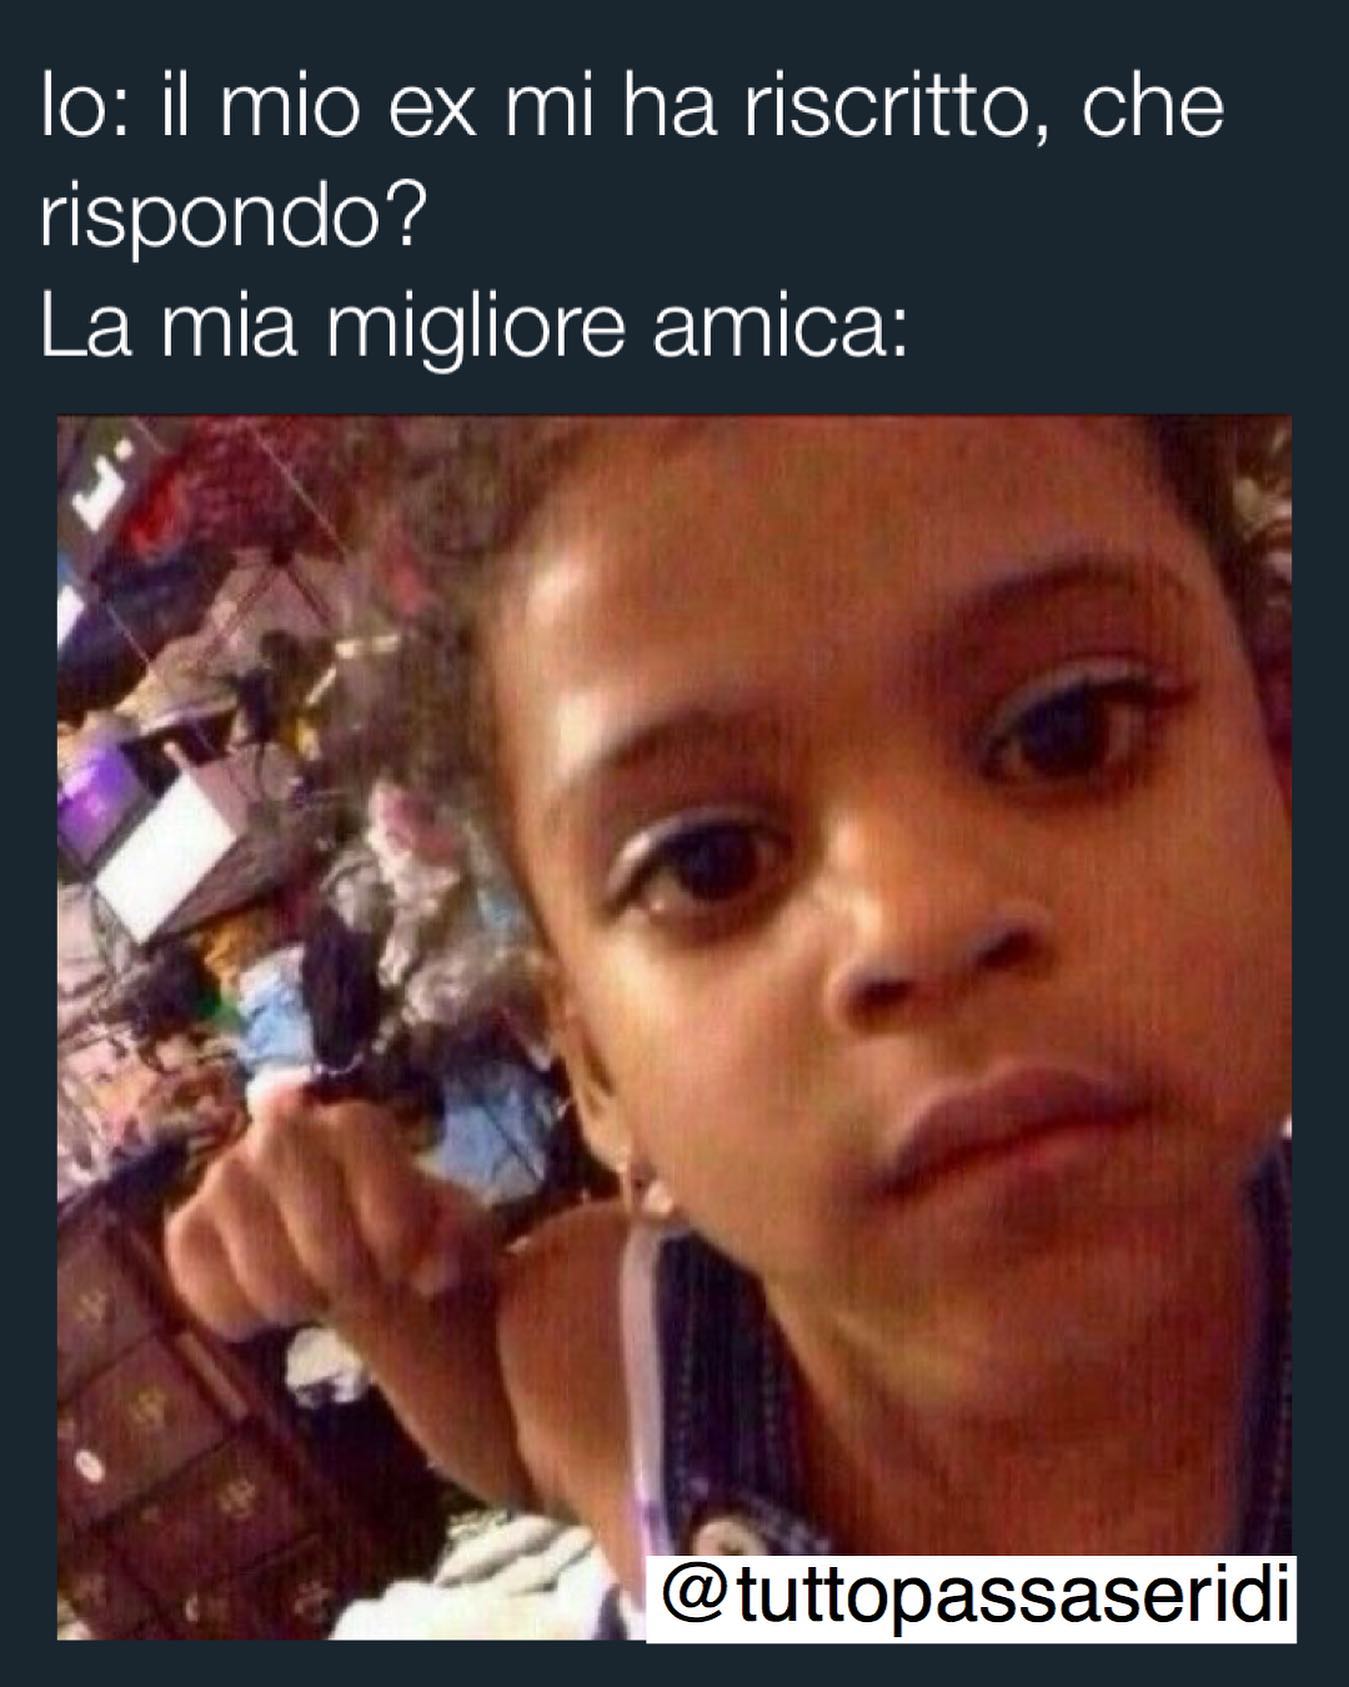 Io: il mio ex mi ha riscritto, che
rispondo?
La mia migliore amica:
@tuttopassaseridi